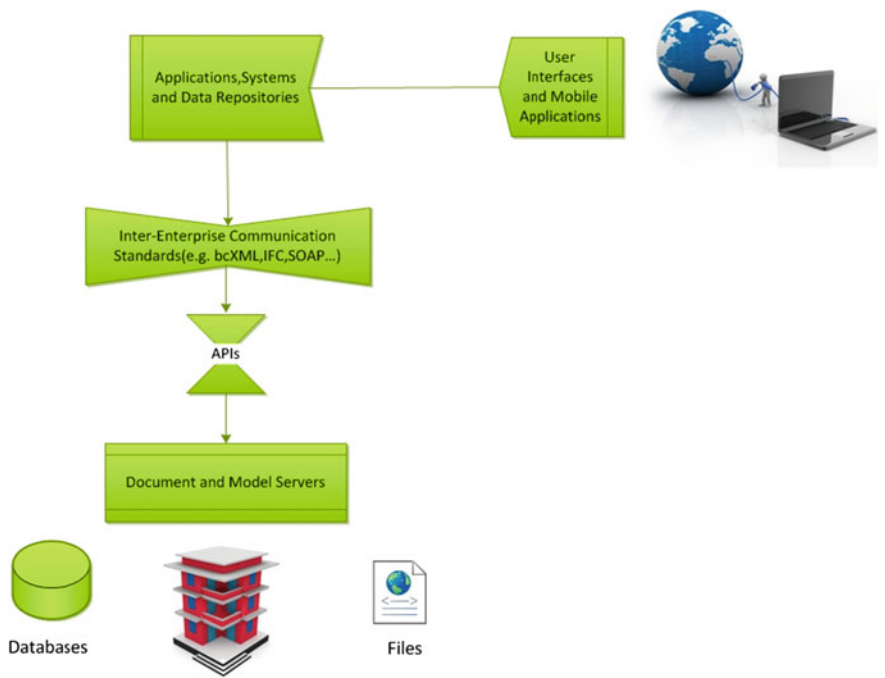 Applications,Systems
and Data Repositories
User
Interfaces
and Mobile
Applications
Inter-Enterprise Communication
Standards(e.g. bcXML,IFC,SOAP...)
APIs
Document and Model Servers
Databases
Files